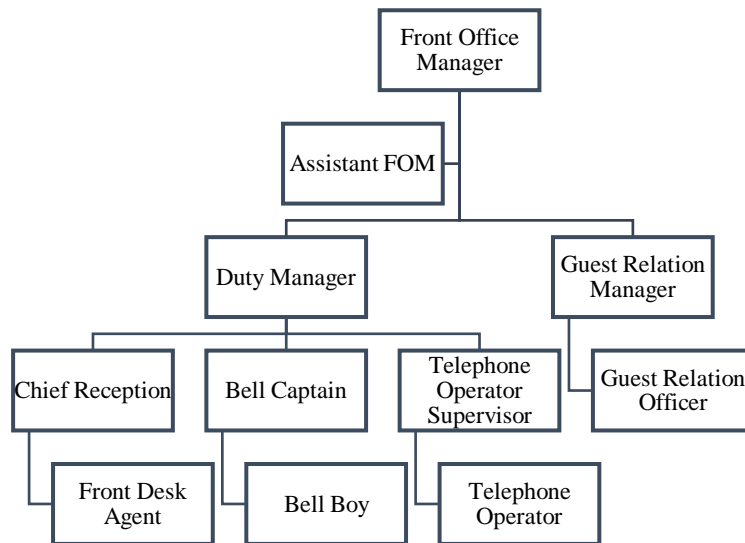 Front Office
Manager
Assistant FOM
Duty Manager
Guest Relation
Manager
Chief Reception
Bell Captain
Telephone
Operator
Supervisor
Guest Relation
Officer
Front Desk
Agent
Bell Boy
Telephone
Operator